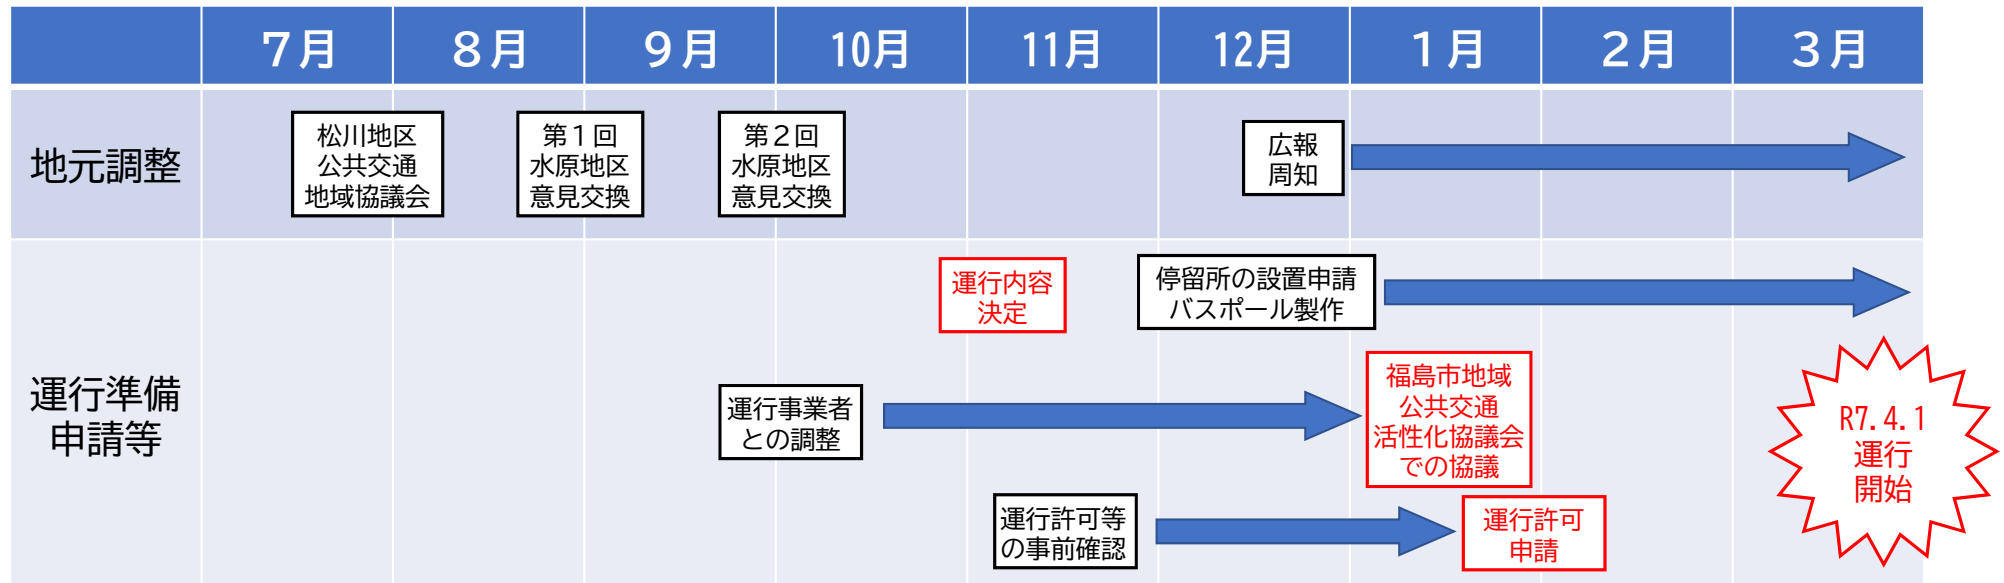 ７月
８月
９月
10月
11月
12月
１月
２月
３月
地元調整
松川地区
公共交通
地域協議会
第１回
水原地区
意見交換
第２回
水原地区
意見交換
広報
周知
運行準備
申請等
運行内容
決定
停留所の設置申請
バスポール製作
運行事業者
との調整
福島市地域
公共交通
活性化協議会
での協議
運行許可等
の事前確認
運行許可
申請
R7.4.1
運行
開始